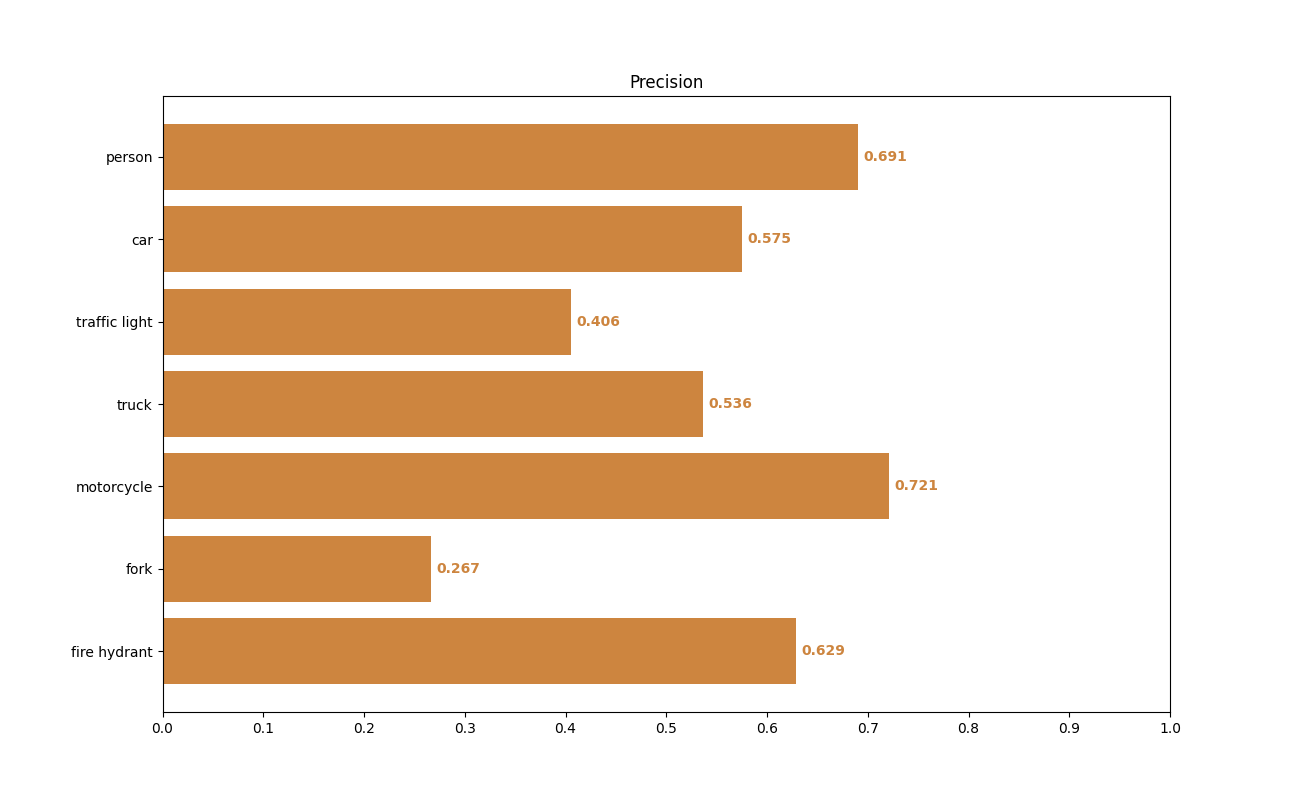 Precision
person 0.691
car 0.575
traffic light 0.406
truck 0.536
motorcycle 0.721
fork 0.267
fire hydrant 0.629
0.0 0.1 0.2 0.3 0.4 0.5 0.6 0.7 0.8 0.9 1.0